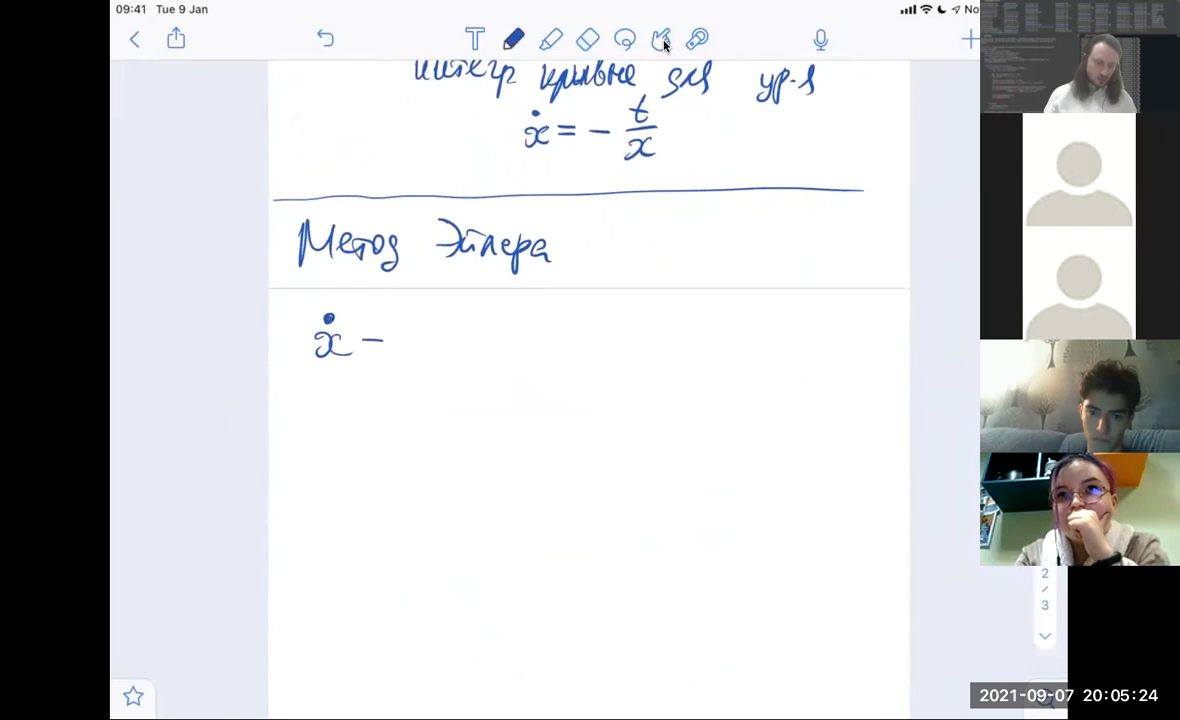 09:41 Tue 9 Jan
No
интегр кривые для ур-я
ẋ = - t/x
Метод Эйлера
ẋ –
2
/
3
2021-09-07 20:05:24